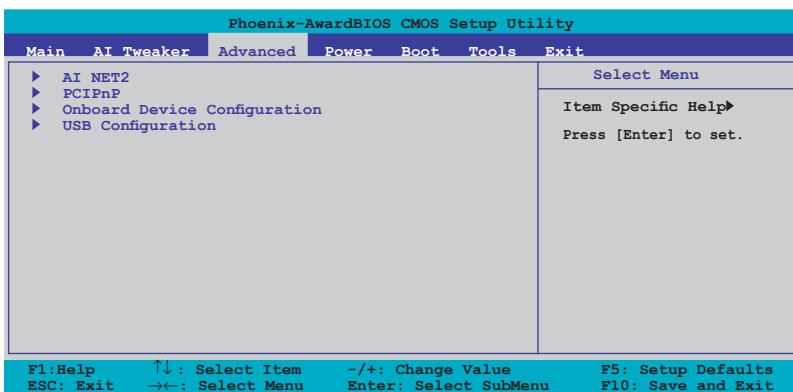 Phoenix-AwardBIOS CMOS Setup Utility
Main AI Tweaker Advanced Power Boot Tools Exit
AI NET2
PCIPnP
Onboard Device Configuration
USB Configuration
Select Menu
Item Specific Help
Press [Enter] to set.
F1:Help ↑↓ : Select Item -/+: Change Value F5: Setup Defaults
ESC: Exit →←: Select Menu Enter: Select SubMenu F10: Save and Exit